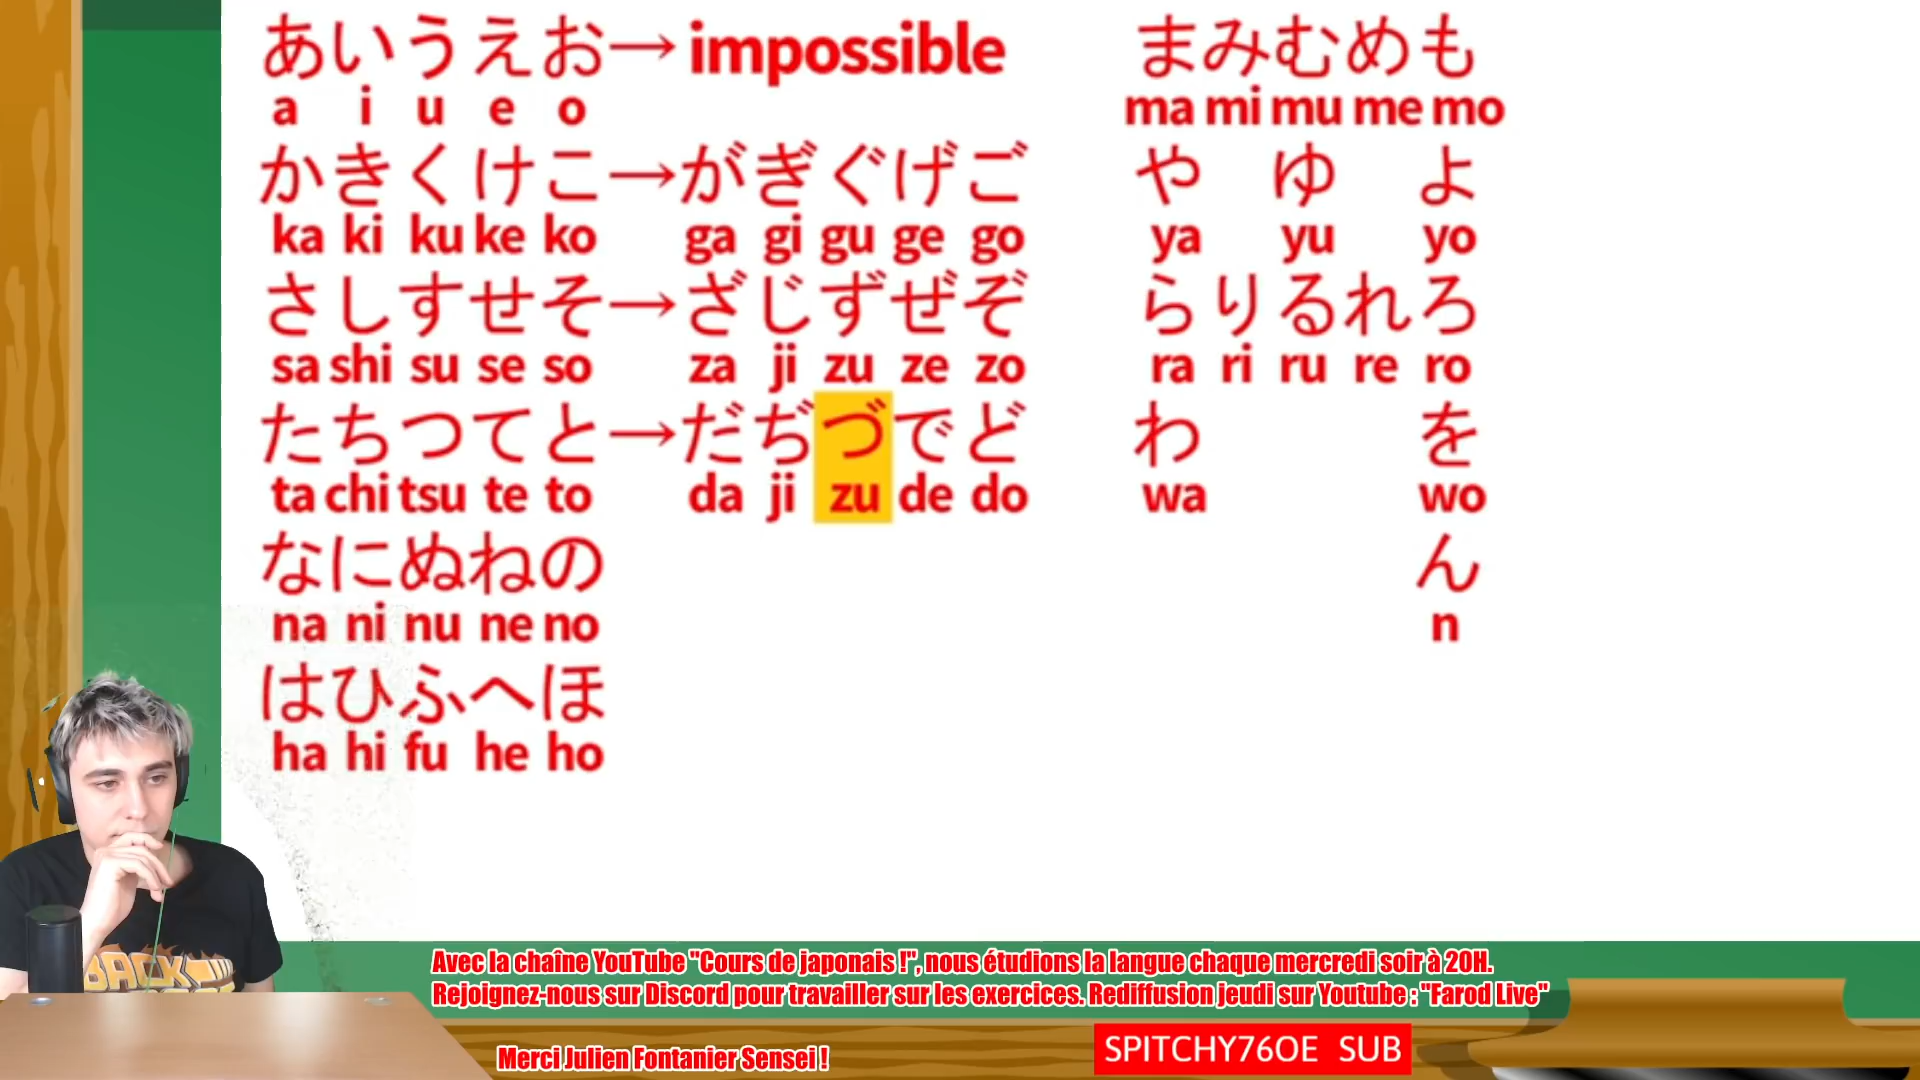 あいうえお→impossible
a i u e o
かきくけこ→がぎぐげご
ka ki ku ke ko ga gi gu ge go
さしすせそ→ざじずぜぞ
sa shi su se so za ji zu ze zo
たちつてと→だぢづでど
ta chi tsu te to da ji zu de do
なにぬねの
na ni nu ne no
はひふへほ
ha hi fu he ho
まみむめも
ma mi mu me mo
や ゆ よ
ya yu yo
らりるれろ
ra ri ru re ro
わ を
wa wo
ん
n
BACK
Avec la chaîne YouTube "Cours de japonais !", nous étudions la langue chaque mercredi soir à 20H.
Rejoignez-nous sur Discord pour travailler sur les exercices. Rediffusion jeudi sur Youtube : "Farod Live"
Merci Julien Fontanier Sensei !
SPITCHY76OE SUB